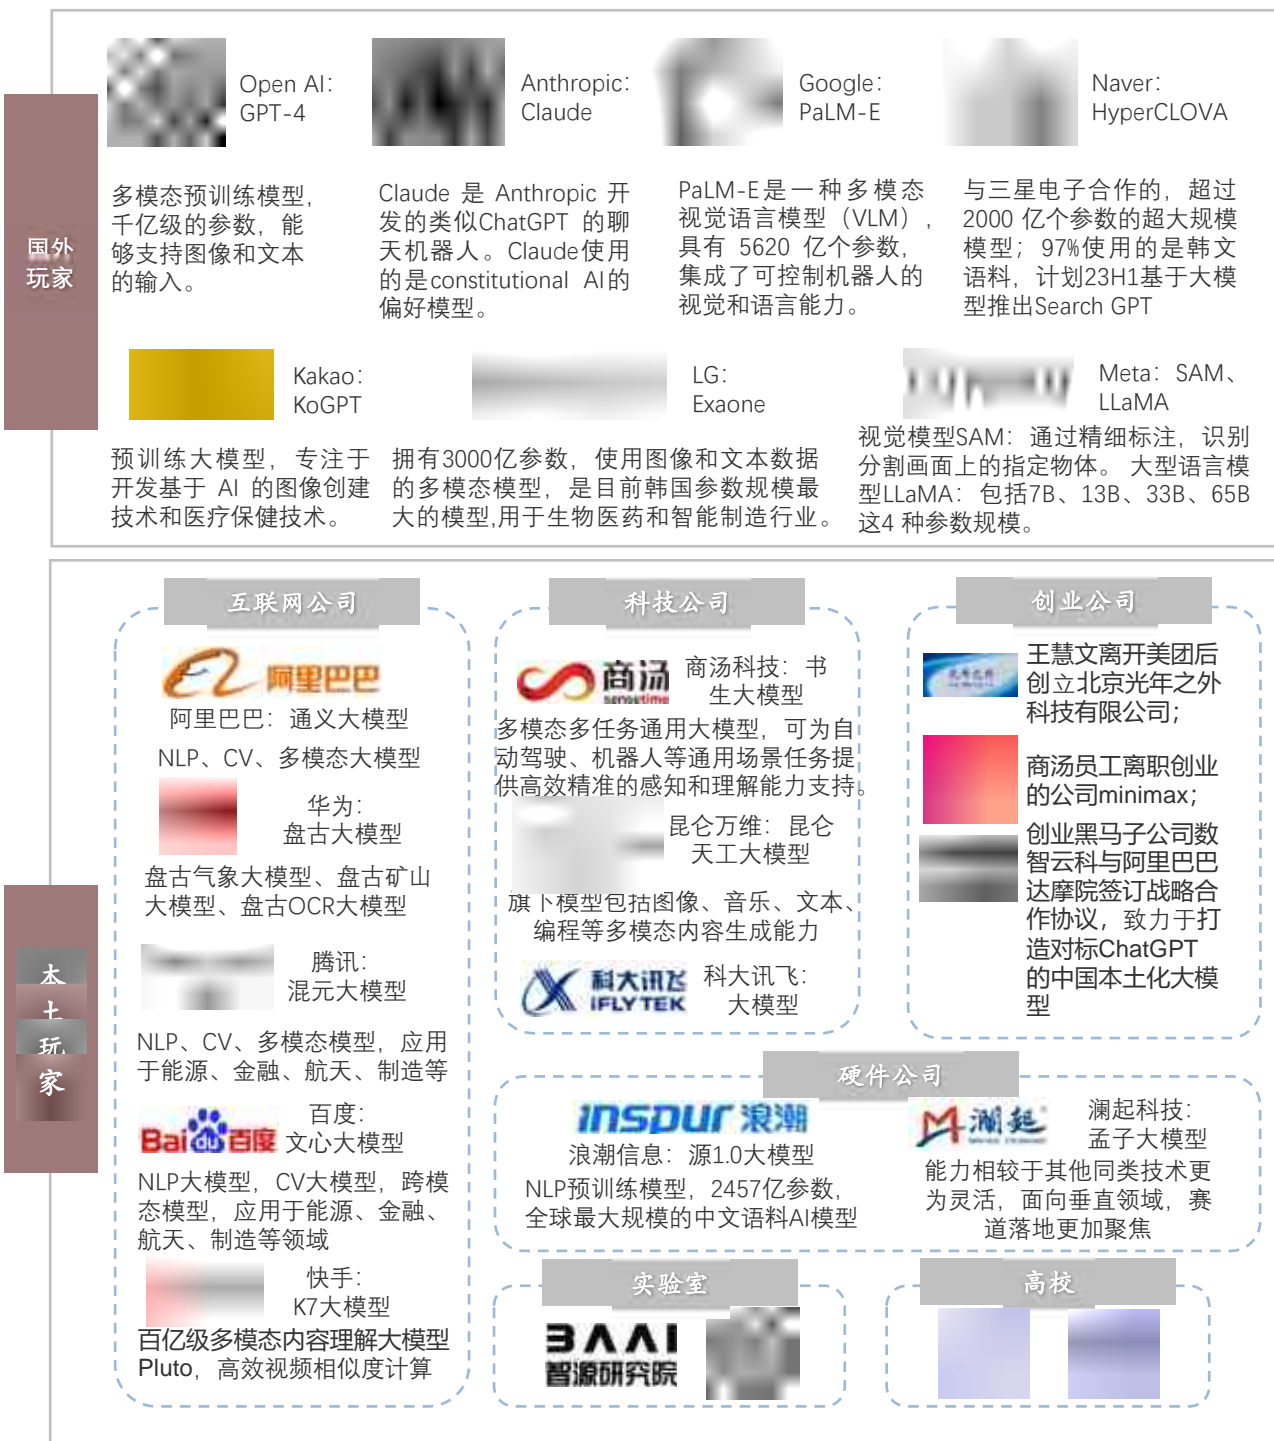 国外
玩家
Open AI：
GPT-4
多模态预训练模型，
千亿级的参数，能
够支持图像和文本
的输入。
Anthropic：
Claude
Claude 是 Anthropic 开
发的类似ChatGPT 的聊
天机器人。Claude使用
的是constitutional AI的
偏好模型。
Google：
PaLM-E
PaLM-E是一种多模态
视觉语言模型（VLM），
具有 5620 亿个参数，
集成了可控制机器人的
视觉和语言能力。
Naver：
HyperCLOVA
与三星电子合作的，超过
2000 亿个参数的超大规模
模型；97%使用的是韩文
语料，计划23H1基于大模
型推出Search GPT
Kakao：
KoGPT
预训练大模型，专注于
开发基于 AI 的图像创建
技术和医疗保健技术。
LG：
Exaone
拥有3000亿参数，使用图像和文本数据
的多模态模型，是目前韩国参数规模最
大的模型,用于生物医药和智能制造行业。
Meta：SAM、
LLaMA
视觉模型SAM：通过精细标注，识别
分割画面上的指定物体。 大型语言模
型LLaMA：包括7B、13B、33B、65B
这4 种参数规模。
本
土
玩
家
互联网公司
阿里巴巴
阿里巴巴：通义大模型
NLP、CV、多模态大模型
华为：
盘古大模型
盘古气象大模型、盘古矿山
大模型、盘古OCR大模型
腾讯：
混元大模型
NLP、CV、多模态模型，应用
于能源、金融、航天、制造等
Bai du 百度
百度：
文心大模型
NLP大模型，CV大模型，跨模
态模型，应用于能源、金融、
航天、制造等领域
快手：
K7大模型
百亿级多模态内容理解大模型
Pluto，高效视频相似度计算
科技公司
商汤
sensetime
商汤科技：书
生大模型
多模态多任务通用大模型，可为自
动驾驶、机器人等通用场景任务提
供高效精准的感知和理解能力支持。
昆仑万维：昆仑
天工大模型
旗下模型包括图像、音乐、文本、
编程等多模态内容生成能力
科大讯飞
iFLYTEK
科大讯飞：
大模型
创业公司
王慧文离开美团后
创立北京光年之外
科技有限公司；
商汤员工离职创业
的公司minimax；
创业黑马子公司数
智云科与阿里巴巴
达摩院签订战略合
作协议，致力于打
造对标ChatGPT
的中国本土化大模
型
硬件公司
inspur 浪潮
浪潮信息：源1.0大模型
NLP预训练模型，2457亿参数，
全球最大规模的中文语料AI模型
澜起
澜起科技：
孟子大模型
能力相较于其他同类技术更
为灵活，面向垂直领域，赛
道落地更加聚焦
实验室
BAAI
智源研究院
高校